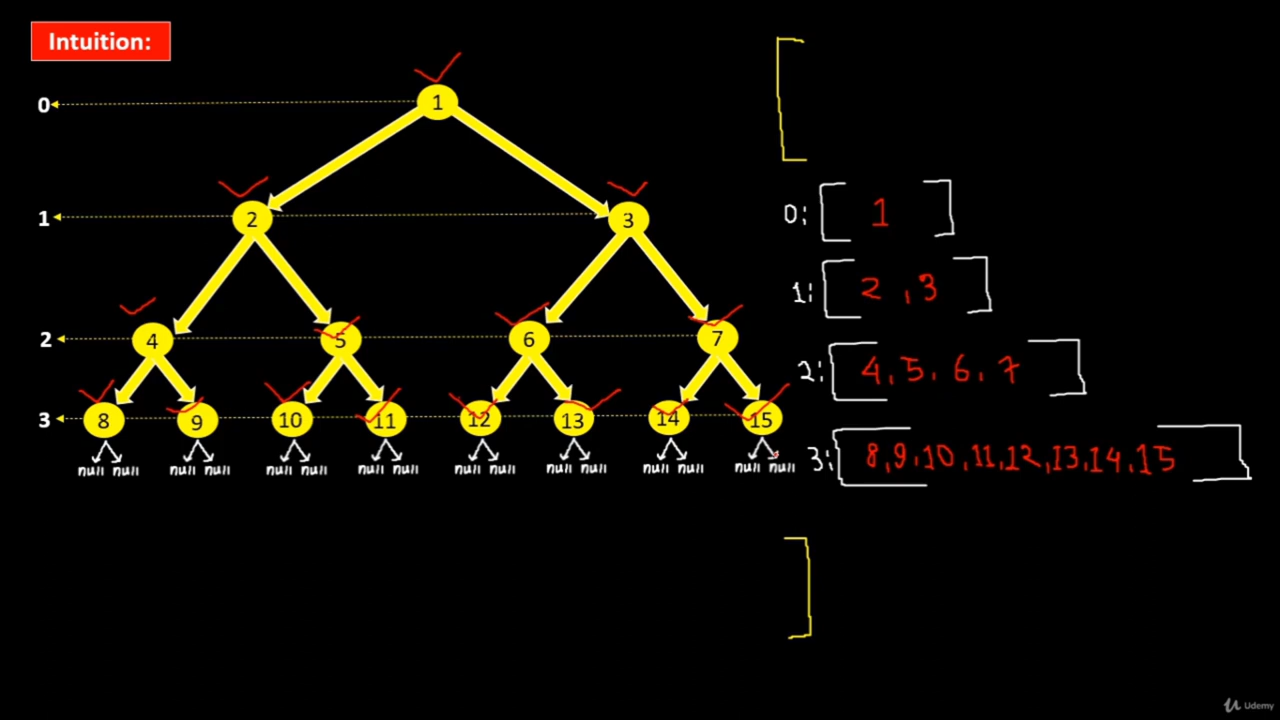 Intuition:
0
1
1
2
3
2
4
5
6
7
3
8
9
10
11
12
13
14
15
null null
null null
null null
null null
null null
null null
null null
null null
0: [ 1 ]
1: [ 2 , 3 ]
2: [ 4, 5, 6, 7 ]
3: [ 8, 9, 10, 11, 12, 13, 14, 15 ]
Udemy